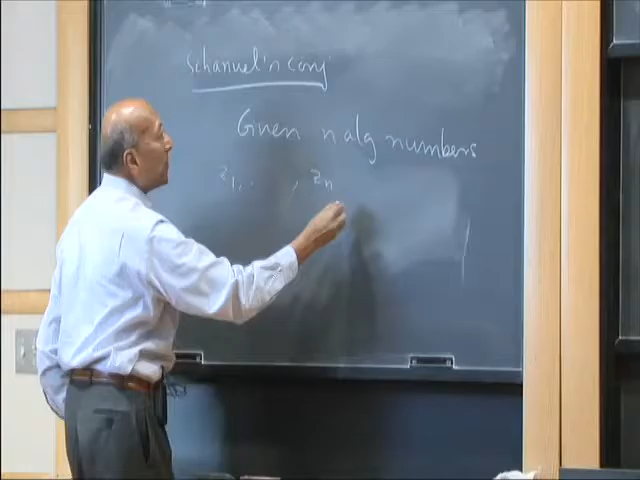 Schanuel's conj
Given n alg numbers
z1, . . , zn